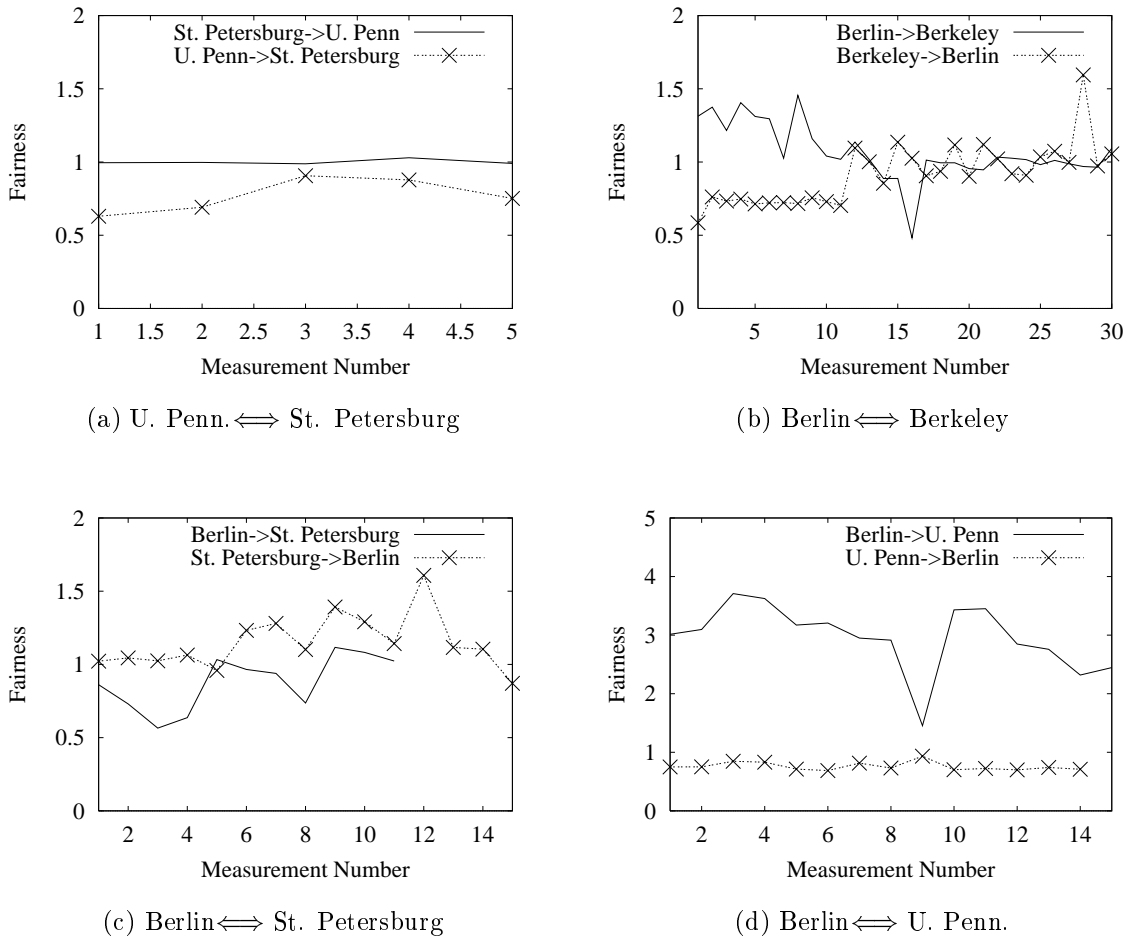 2
1.5
1
0.5
0
Fairness
St. Petersburg->U. Penn
U. Penn->St. Petersburg
1 1.5 2 2.5 3 3.5 4 4.5 5
Measurement Number
(a) U. Penn. ⟺ St. Petersburg
2
1.5
1
0.5
0
Fairness
Berlin->Berkeley
Berkeley->Berlin
5 10 15 20 25 30
Measurement Number
(b) Berlin ⟺ Berkeley
2
1.5
1
0.5
0
Fairness
Berlin->St. Petersburg
St. Petersburg->Berlin
2 4 6 8 10 12 14
Measurement Number
(c) Berlin ⟺ St. Petersburg
5
4
3
2
1
0
Fairness
Berlin->U. Penn
U. Penn->Berlin
2 4 6 8 10 12 14
Measurement Number
(d) Berlin ⟺ U. Penn.